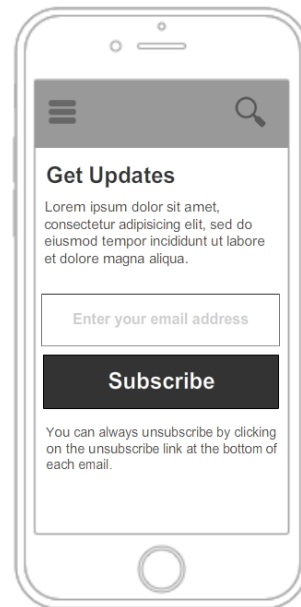 Get Updates
Lorem ipsum dolor sit amet,
consectetur adipisicing elit, sed do
eiusmod tempor incididunt ut labore
et dolore magna aliqua.
Enter your email address
Subscribe
You can always unsubscribe by clicking
on the unsubscribe link at the bottom of
each email.